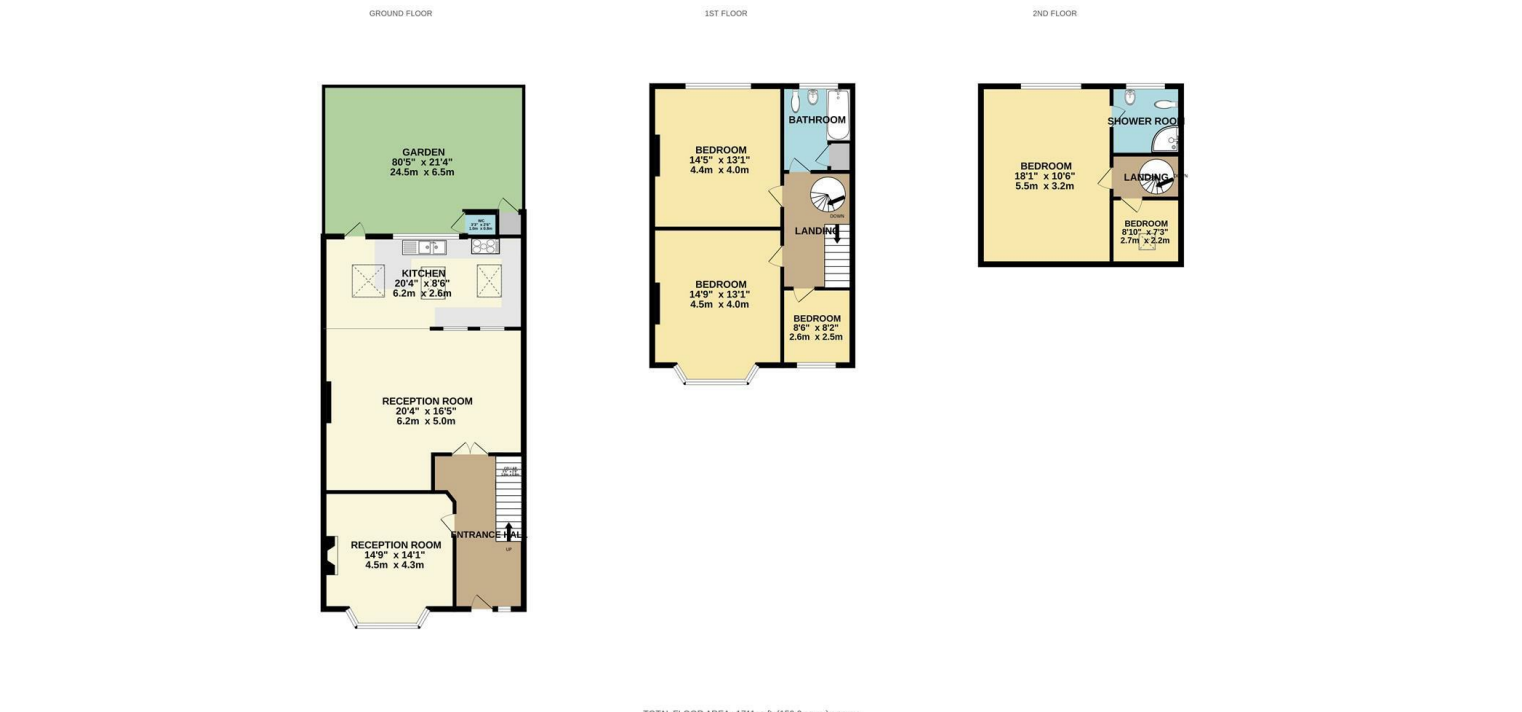 GROUND FLOOR
1ST FLOOR
2ND FLOOR
GARDEN
80'5" x 21'4"
24.5m x 6.5m
WC
KITCHEN
20'4" x 8'6"
6.2m x 2.6m
RECEPTION ROOM
20'4" x 16'5"
6.2m x 5.0m
RECEPTION ROOM
14'9" x 14'1"
4.5m x 4.3m
ENTRANCE HALL
UP
BEDROOM
14'5" x 13'1"
4.4m x 4.0m
BATHROOM
DOWN
LANDING
BEDROOM
14'9" x 13'1"
4.5m x 4.0m
BEDROOM
8'6" x 8'2"
2.6m x 2.5m
BEDROOM
18'1" x 10'6"
5.5m x 3.2m
SHOWER ROOM
LANDING
DOWN
BEDROOM
8'10" x 7'3"
2.7m x 2.2m